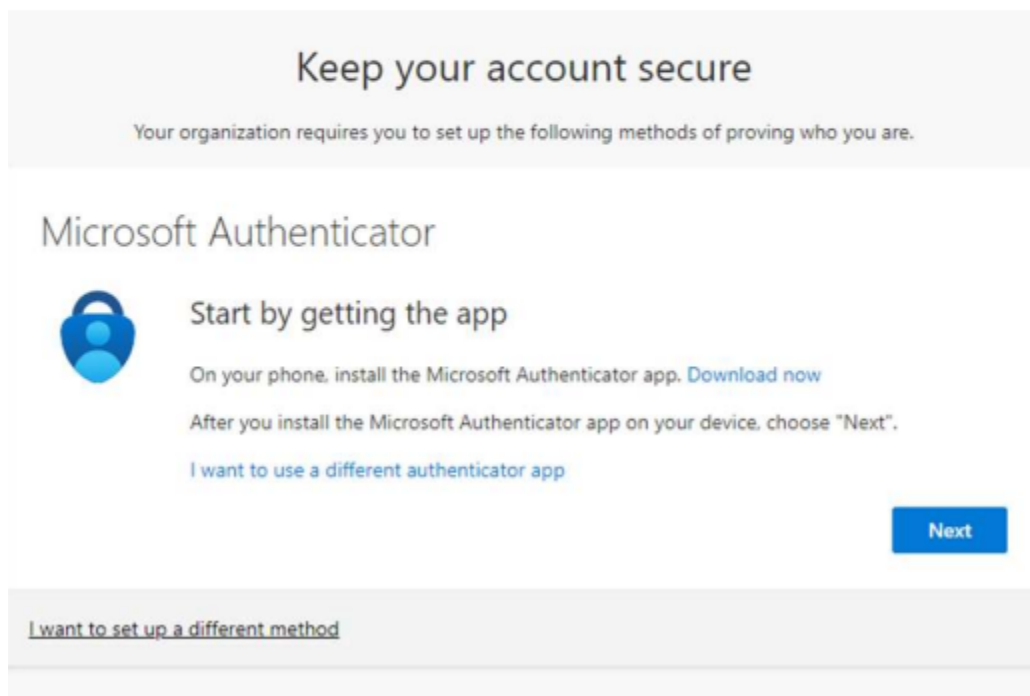 Keep your account secure
Your organization requires you to set up the following methods of proving who you are.
Microsoft Authenticator
Start by getting the app
On your phone, install the Microsoft Authenticator app. Download now
After you install the Microsoft Authenticator app on your device, choose "Next".
I want to use a different authenticator app
Next
I want to set up a different method